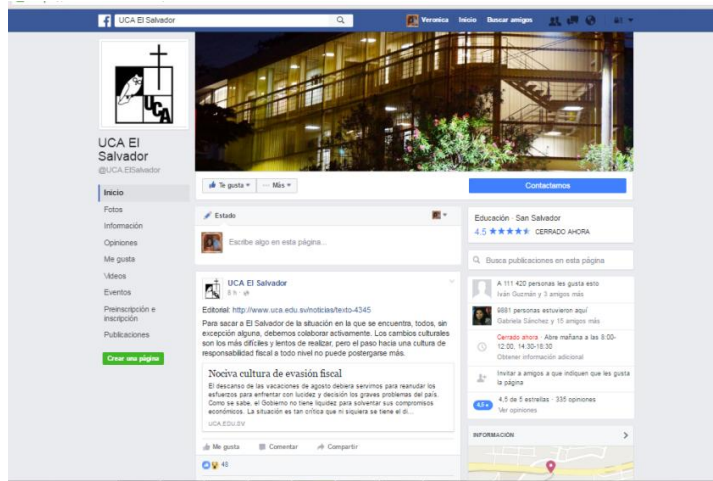 UCA El Salvador
Veronica Inicio Buscar amigos
UCA
UCA El
Salvador
@UCA.ElSalvador
Inicio
Fotos
Información
Opiniones
Me gusta
Videos
Eventos
Preinscripción e
inscripción
Publicaciones
Crear una página
Te gusta
Más
Contactarnos
Estado
Escribe algo en esta página...
UCA El Salvador
8 h
Editorial: http://www.uca.edu.sv/noticias/texto-4345
Para sacar a El Salvador de la situación en la que se encuentra, todos, sin
excepción alguna, debemos colaborar activamente. Los cambios culturales
son los más difíciles y lentos de realizar, pero el paso hacia una cultura de
responsabilidad fiscal a todo nivel no puede postergarse más.
Nociva cultura de evasión fiscal
El descanso de las vacaciones de agosto debiera servirnos para reanudar los
esfuerzos para enfrentar con lucidez y decisión los graves problemas del país.
Como se sabe, el Gobierno no tiene liquidez para solventar sus compromisos
económicos. La situación es tan crítica que ni siquiera se tiene el di...
UCA.EDU.SV
Me gusta Comentar Compartir
48
Educación · San Salvador
4.5 ★★★★★ CERRADO AHORA
Busca publicaciones en esta página
A 111 420 personas les gusta esto
Iván Guzmán y 3 amigos más
9881 personas estuvieron aquí
Gabriela Sánchez y 15 amigos más
Cerrado ahora · Abre mañana a las 8:00-
12:00, 14:30-18:30
Obtener información adicional
Invitar a amigos a que indiquen que les gusta
la página
4,5 de 5 estrellas · 335 opiniones
Ver opiniones
INFORMACIÓN